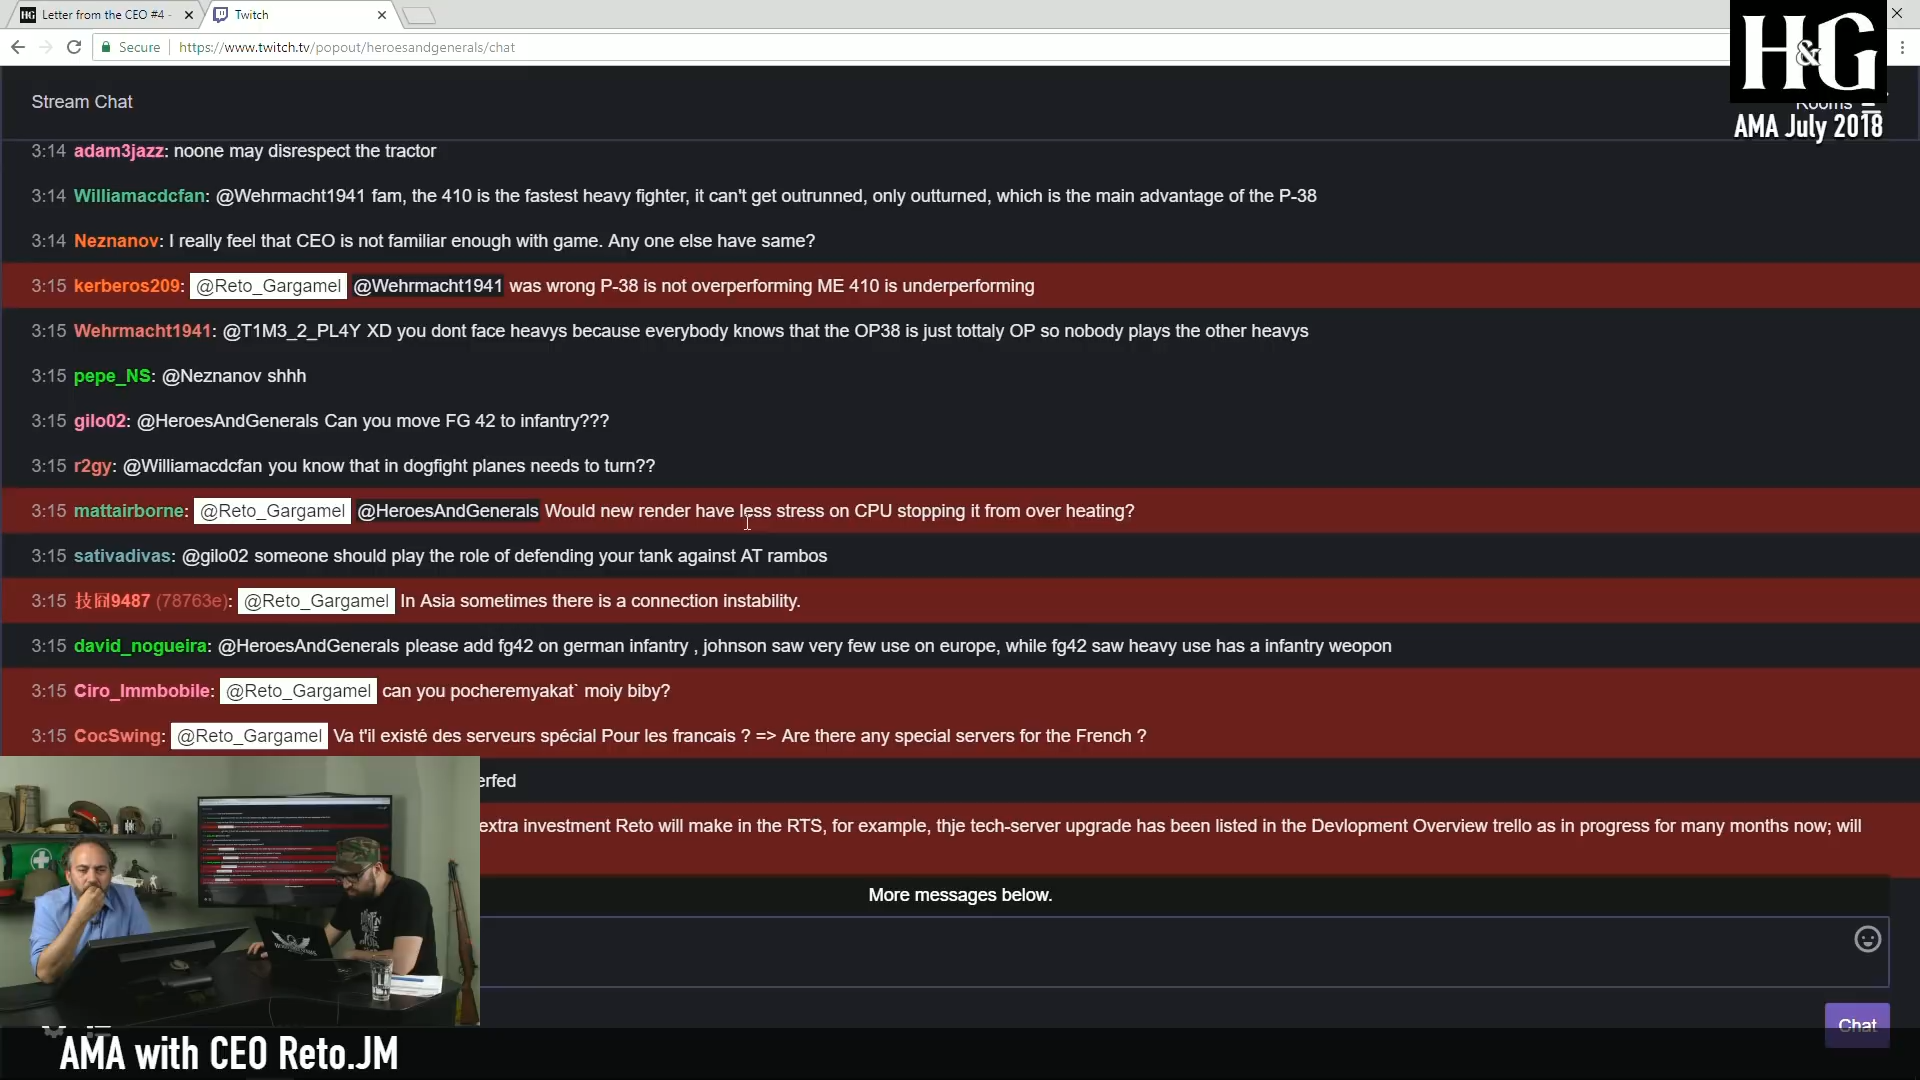 Letter from the CEO #4 -
Twitch
Secure
https://www.twitch.tv/popout/heroesandgenerals/chat
H&G
Stream Chat
Rooms
AMA July 2018
3:14 adam3jazz: noone may disrespect the tractor
3:14 Williamacdcfan: @Wehrmacht1941 fam, the 410 is the fastest heavy fighter, it can't get outrunned, only outturned, which is the main advantage of the P-38
3:14 Neznanov: I really feel that CEO is not familiar enough with game. Any one else have same?
3:15 kerberos209: @Reto_Gargamel @Wehrmacht1941 was wrong P-38 is not overperforming ME 410 is underperforming
3:15 Wehrmacht1941: @T1M3_2_PL4Y XD you dont face heavys because everybody knows that the OP38 is just tottaly OP so nobody plays the other heavys
3:15 pepe_NS: @Neznanov shhh
3:15 gilo02: @HeroesAndGenerals Can you move FG 42 to infantry???
3:15 r2gy: @Williamacdcfan you know that in dogfight planes needs to turn??
3:15 mattairborne: @Reto_Gargamel @HeroesAndGenerals Would new render have less stress on CPU stopping it from over heating?
3:15 sativadivas: @gilo02 someone should play the role of defending your tank against AT rambos
3:15 技囧9487 (78763e): @Reto_Gargamel In Asia sometimes there is a connection instability.
3:15 david_nogueira: @HeroesAndGenerals please add fg42 on german infantry , johnson saw very few use on europe, while fg42 saw heavy use has a infantry weopon
3:15 Ciro_Immbobile: @Reto_Gargamel can you pocheremyakat` moiy biby?
3:15 CocSwing: @Reto_Gargamel Va t'il existé des serveurs spécial Pour les francais ? => Are there any special servers for the French ?
erfed
extra investment Reto will make in the RTS, for example, thje tech-server upgrade has been listed in the Devlopment Overview trello as in progress for many months now; will
More messages below.
Chat
AMA with CEO Reto.JM